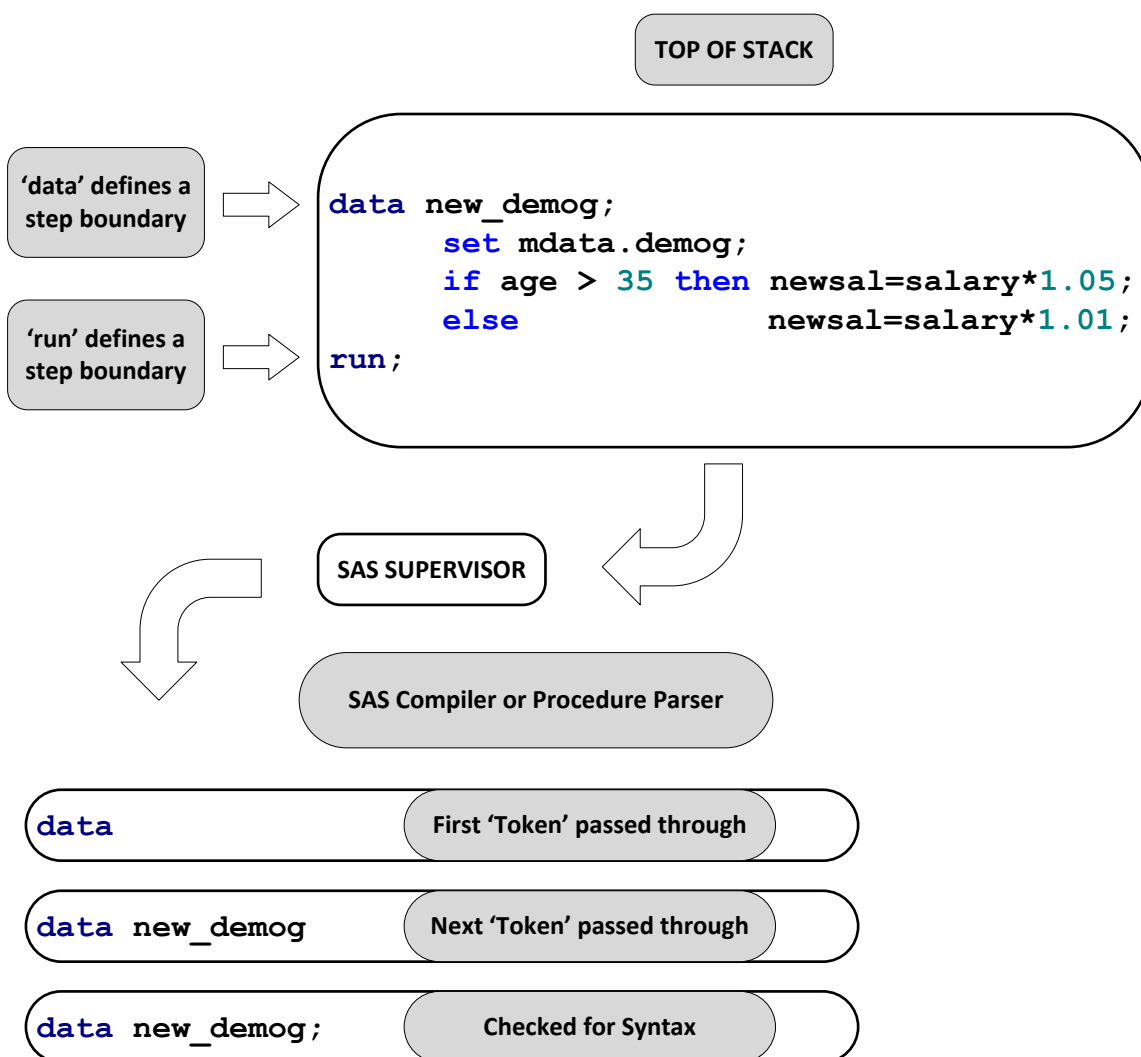 TOP OF STACK
‘data’ defines a
step boundary
data new_demog;
set mdata.demog;
if age > 35 then newsal=salary*1.05;
else newsal=salary*1.01;
‘run’ defines a
step boundary
run;
SAS SUPERVISOR
SAS Compiler or Procedure Parser
data First ‘Token’ passed through
data new_demog Next ‘Token’ passed through
data new_demog; Checked for Syntax